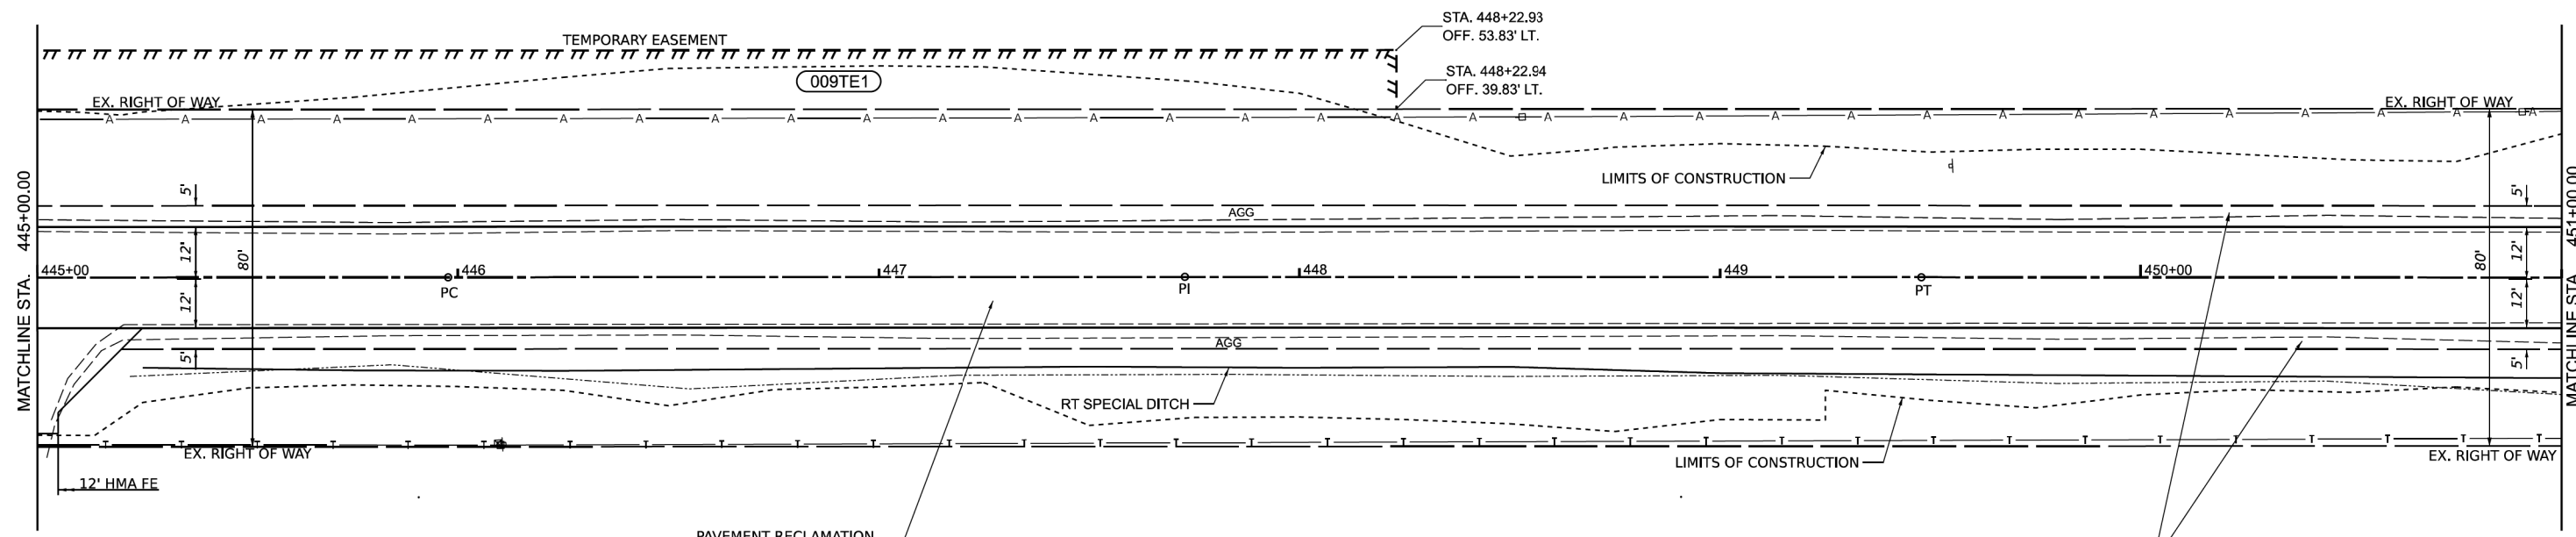 STA. 448+22.93
OFF. 53.83' LT.
TEMPORARY EASEMENT
009TE1
STA. 448+22.94
OFF. 39.83' LT.
EX. RIGHT OF WAY
EX. RIGHT OF WAY
A A A A A A A A A A A A A A A A A A A A A A A A A A A A A A A A A A A A A A A A A A A
LIMITS OF CONSTRUCTION
MATCHLINE STA. 445+00.00
5'
12'
12'
5'
80'
AGG
445+00
446
447
448
449
450+00
PC
PI
PT
AGG
RT SPECIAL DITCH
T T T T T T T T T T T T T T T T T T T T T T T T T T T T T T T T T T T T T T
EX. RIGHT OF WAY
LIMITS OF CONSTRUCTION
EX. RIGHT OF WAY
12' HMA FE
PAVEMENT RECLAMATION
5'
12'
12'
5'
80'
MATCHLINE STA. 451+00.00